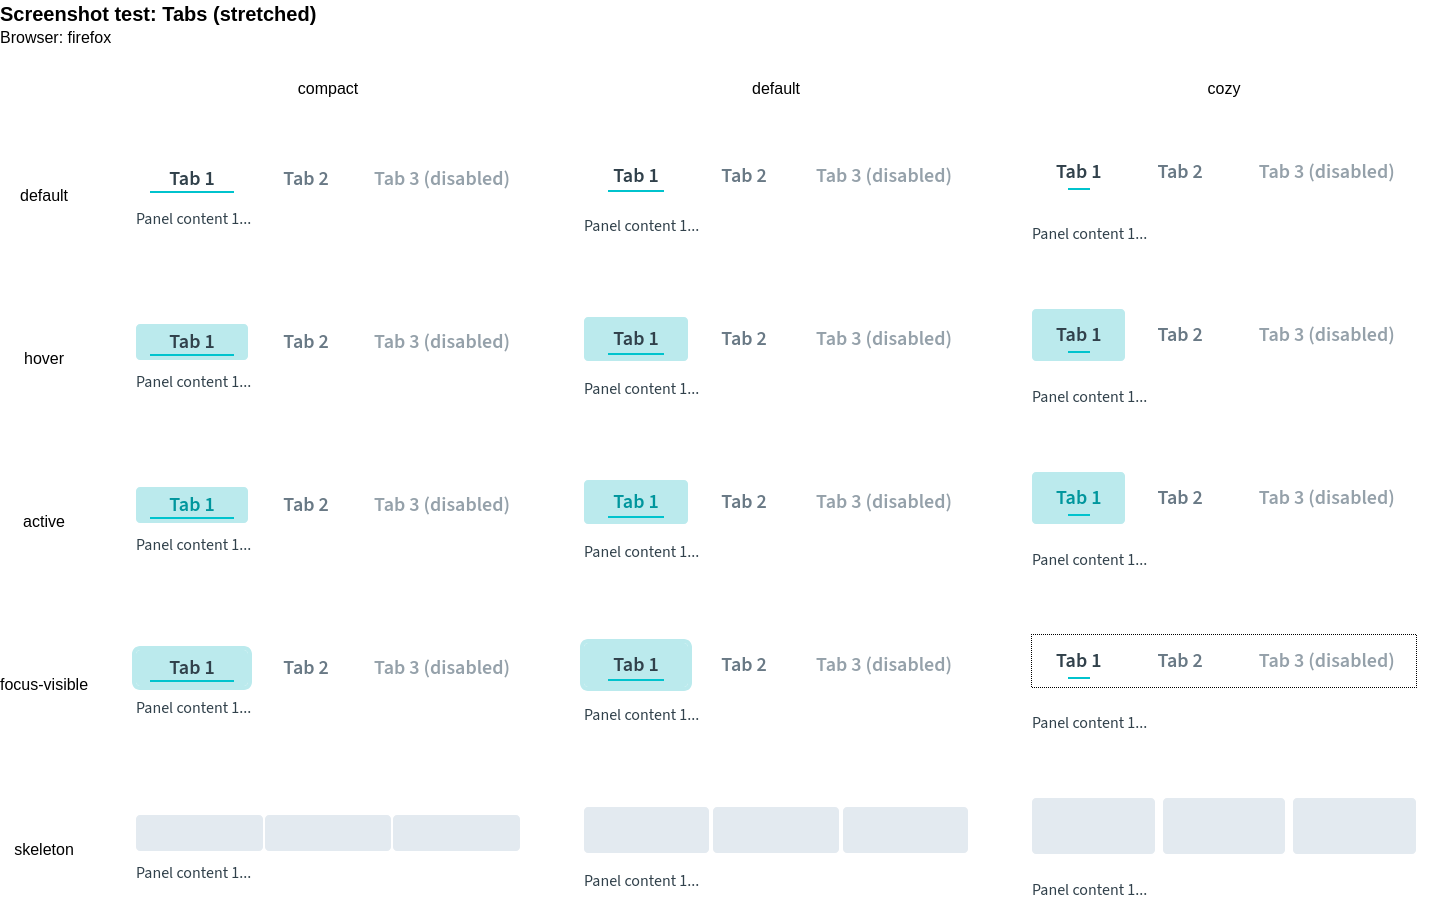 Screenshot test: Tabs (stretched)
Browser: firefox
compact default cozy
default
Tab 1 Tab 2 Tab 3 (disabled)
Panel content 1...
Tab 1 Tab 2 Tab 3 (disabled)
Panel content 1...
Tab 1 Tab 2 Tab 3 (disabled)
Panel content 1...
hover
Tab 1 Tab 2 Tab 3 (disabled)
Panel content 1...
Tab 1 Tab 2 Tab 3 (disabled)
Panel content 1...
Tab 1 Tab 2 Tab 3 (disabled)
Panel content 1...
active
Tab 1 Tab 2 Tab 3 (disabled)
Panel content 1...
Tab 1 Tab 2 Tab 3 (disabled)
Panel content 1...
Tab 1 Tab 2 Tab 3 (disabled)
Panel content 1...
focus-visible
Tab 1 Tab 2 Tab 3 (disabled)
Panel content 1...
Tab 1 Tab 2 Tab 3 (disabled)
Panel content 1...
Tab 1 Tab 2 Tab 3 (disabled)
Panel content 1...
skeleton
Panel content 1...
Panel content 1...
Panel content 1...